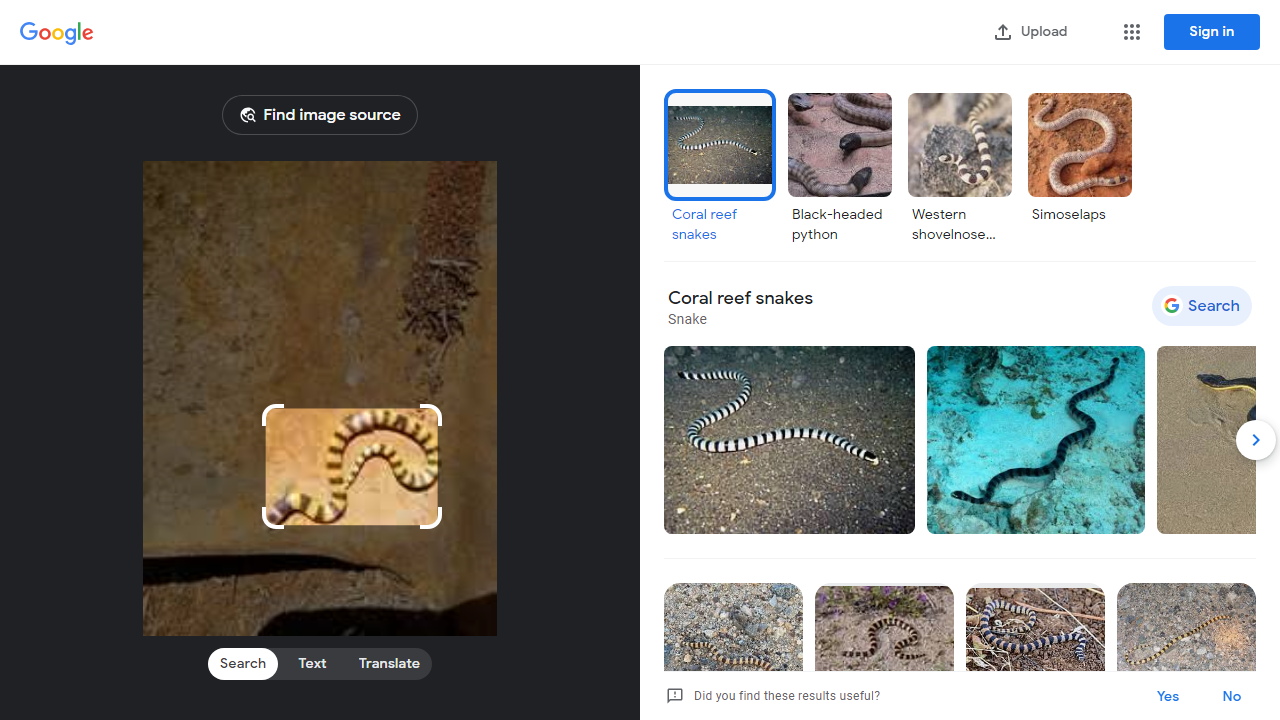 Google
Upload
Sign in
Find image source
Coral reef
snakes
Black-headed
python
Western
shovelnose...
Simoselaps
Coral reef snakes
Snake
Search
Search
Text
Translate
Did you find these results useful?
Yes
No